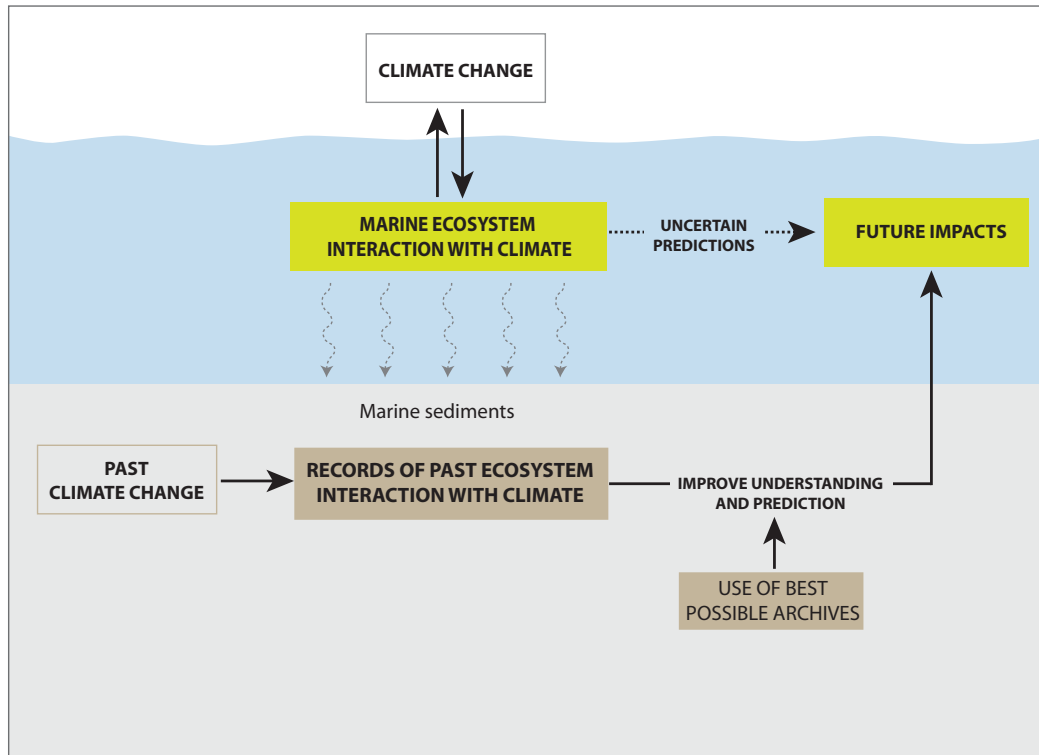 CLIMATE CHANGE
MARINE ECOSYSTEM
INTERACTION WITH CLIMATE
UNCERTAIN
PREDICTIONS
FUTURE IMPACTS
Marine sediments
PAST
CLIMATE CHANGE
RECORDS OF PAST ECOSYSTEM
INTERACTION WITH CLIMATE
IMPROVE UNDERSTANDING
AND PREDICTION
USE OF BEST
POSSIBLE ARCHIVES